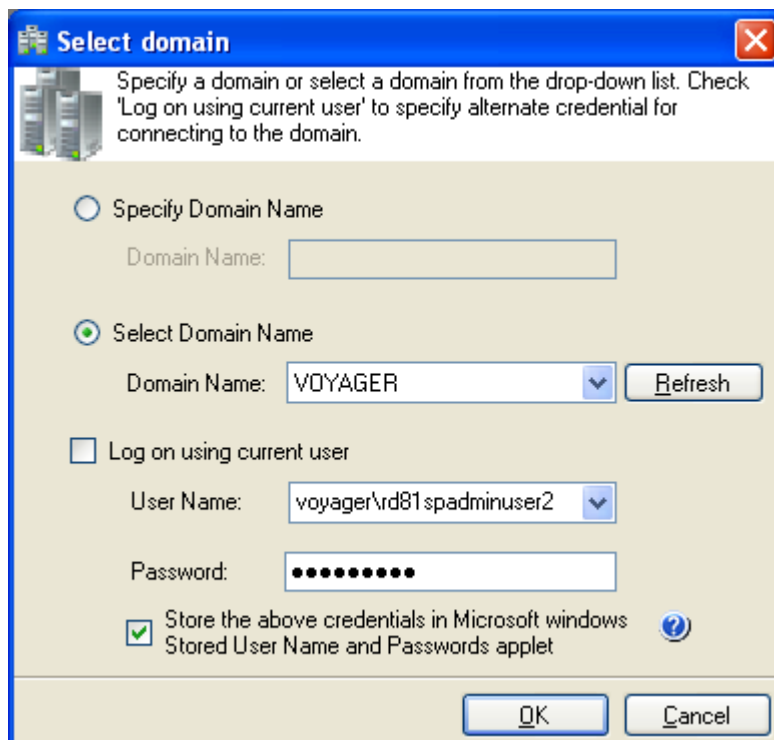 Select domain
Specify a domain or select a domain from the drop-down list. Check
'Log on using current user' to specify alternate credential for
connecting to the domain.
Specify Domain Name
Domain Name:
Select Domain Name
Domain Name: VOYAGER Refresh
Log on using current user
User Name: voyager\rd81spadminuser2
Password: ●●●●●●●●●
Store the above credentials in Microsoft windows
Stored User Name and Passwords applet
OK Cancel